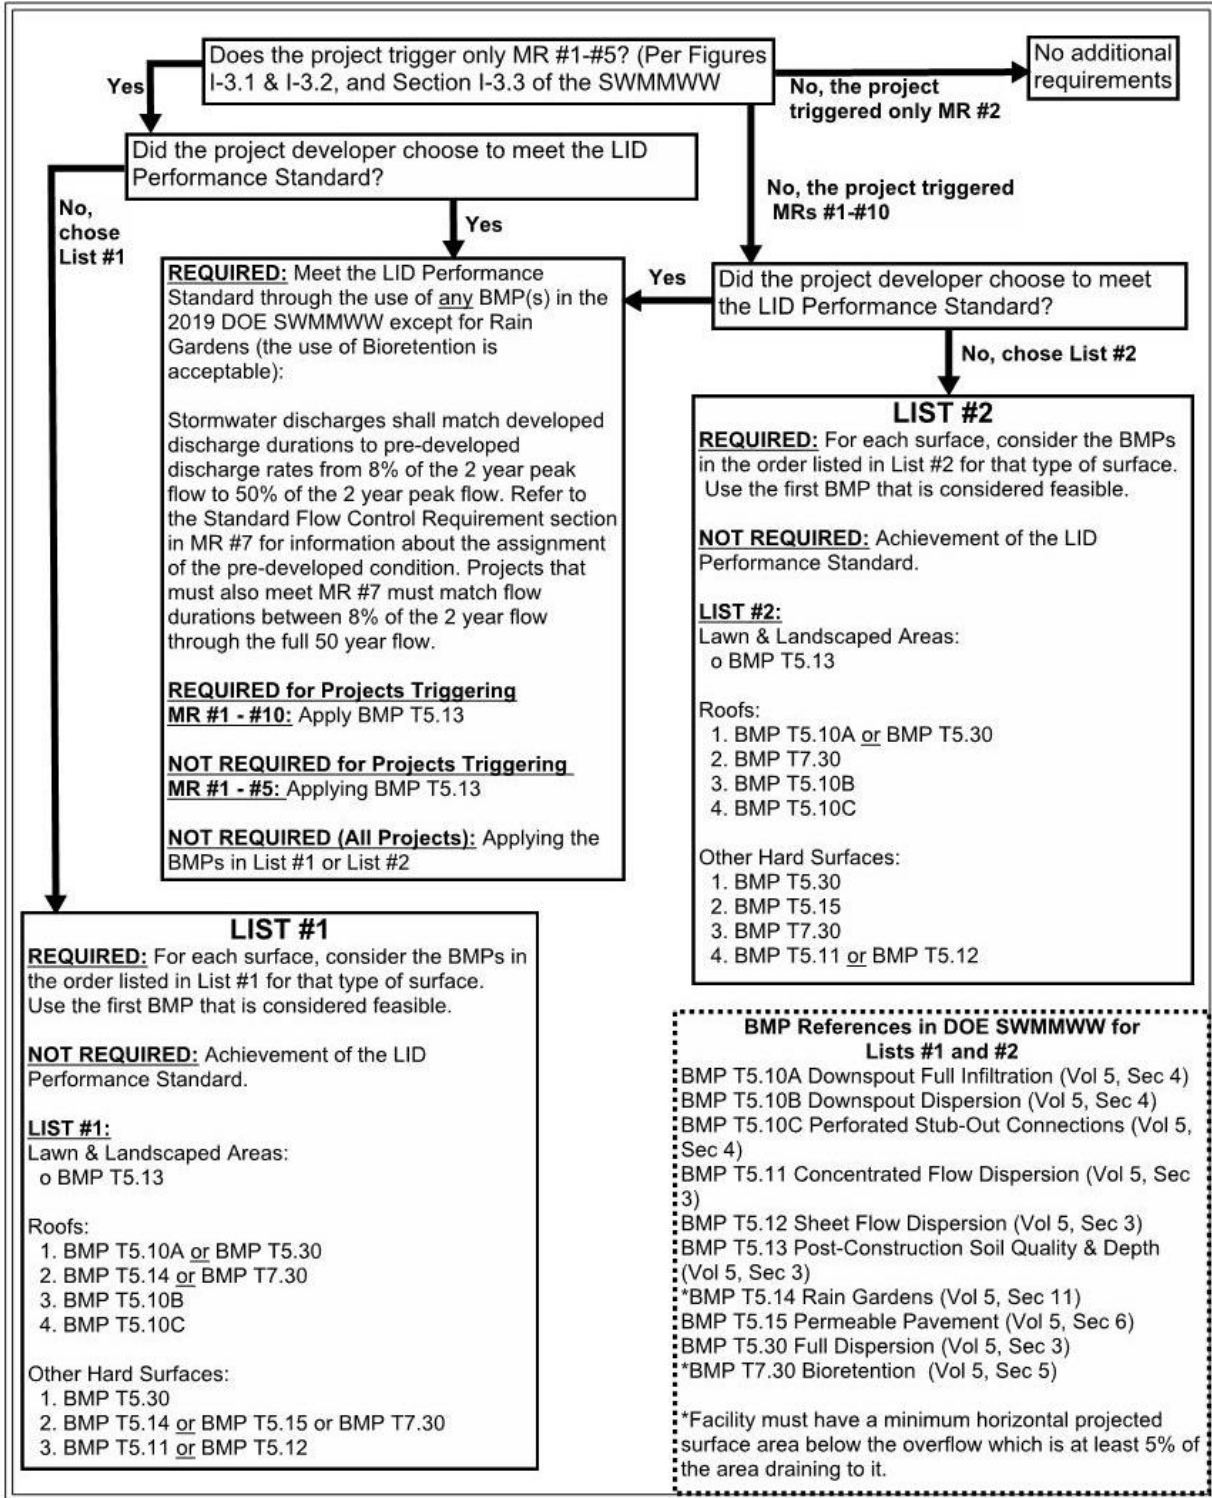 Does the project trigger only MR #1-#5? (Per Figures
I-3.1 & I-3.2, and Section I-3.3 of the SWMMWW
No additional
requirements
Yes
No, the project
triggered only MR #2
Did the project developer choose to meet the LID
Performance Standard?
No, the project triggered
MRs #1-#10
No,
chose
List #1
Yes
REQUIRED: Meet the LID Performance
Standard through the use of any BMP(s) in the
2019 DOE SWMMWW except for Rain
Gardens (the use of Bioretention is
acceptable):
Stormwater discharges shall match developed
discharge durations to pre-developed
discharge rates from 8% of the 2 year peak
flow to 50% of the 2 year peak flow. Refer to
the Standard Flow Control Requirement section
in MR #7 for information about the assignment
of the pre-developed condition. Projects that
must also meet MR #7 must match flow
durations between 8% of the 2 year flow
through the full 50 year flow.
REQUIRED for Projects Triggering
MR #1 - #10: Apply BMP T5.13
NOT REQUIRED for Projects Triggering
MR #1 - #5: Applying BMP T5.13
NOT REQUIRED (All Projects): Applying the
BMPs in List #1 or List #2
Yes
Did the project developer choose to meet
the LID Performance Standard?
No, chose List #2
LIST #2
REQUIRED: For each surface, consider the BMPs
in the order listed in List #2 for that type of surface.
Use the first BMP that is considered feasible.
NOT REQUIRED: Achievement of the LID
Performance Standard.
LIST #2:
Lawn & Landscaped Areas:
o BMP T5.13
Roofs:
1. BMP T5.10A or BMP T5.30
2. BMP T7.30
3. BMP T5.10B
4. BMP T5.10C
Other Hard Surfaces:
1. BMP T5.30
2. BMP T5.15
3. BMP T7.30
4. BMP T5.11 or BMP T5.12
LIST #1
REQUIRED: For each surface, consider the BMPs in
the order listed in List #1 for that type of surface.
Use the first BMP that is considered feasible.
NOT REQUIRED: Achievement of the LID
Performance Standard.
LIST #1:
Lawn & Landscaped Areas:
o BMP T5.13
Roofs:
1. BMP T5.10A or BMP T5.30
2. BMP T5.14 or BMP T7.30
3. BMP T5.10B
4. BMP T5.10C
Other Hard Surfaces:
1. BMP T5.30
2. BMP T5.14 or BMP T5.15 or BMP T7.30
3. BMP T5.11 or BMP T5.12
BMP References in DOE SWMMWW for
Lists #1 and #2
BMP T5.10A Downspout Full Infiltration (Vol 5, Sec 4)
BMP T5.10B Downspout Dispersion (Vol 5, Sec 4)
BMP T5.10C Perforated Stub-Out Connections (Vol 5,
Sec 4)
BMP T5.11 Concentrated Flow Dispersion (Vol 5, Sec
3)
BMP T5.12 Sheet Flow Dispersion (Vol 5, Sec 3)
BMP T5.13 Post-Construction Soil Quality & Depth
(Vol 5, Sec 3)
*BMP T5.14 Rain Gardens (Vol 5, Sec 11)
BMP T5.15 Permeable Pavement (Vol 5, Sec 6)
BMP T5.30 Full Dispersion (Vol 5, Sec 3)
*BMP T7.30 Bioretention (Vol 5, Sec 5)
*Facility must have a minimum horizontal projected
surface area below the overflow which is at least 5% of
the area draining to it.